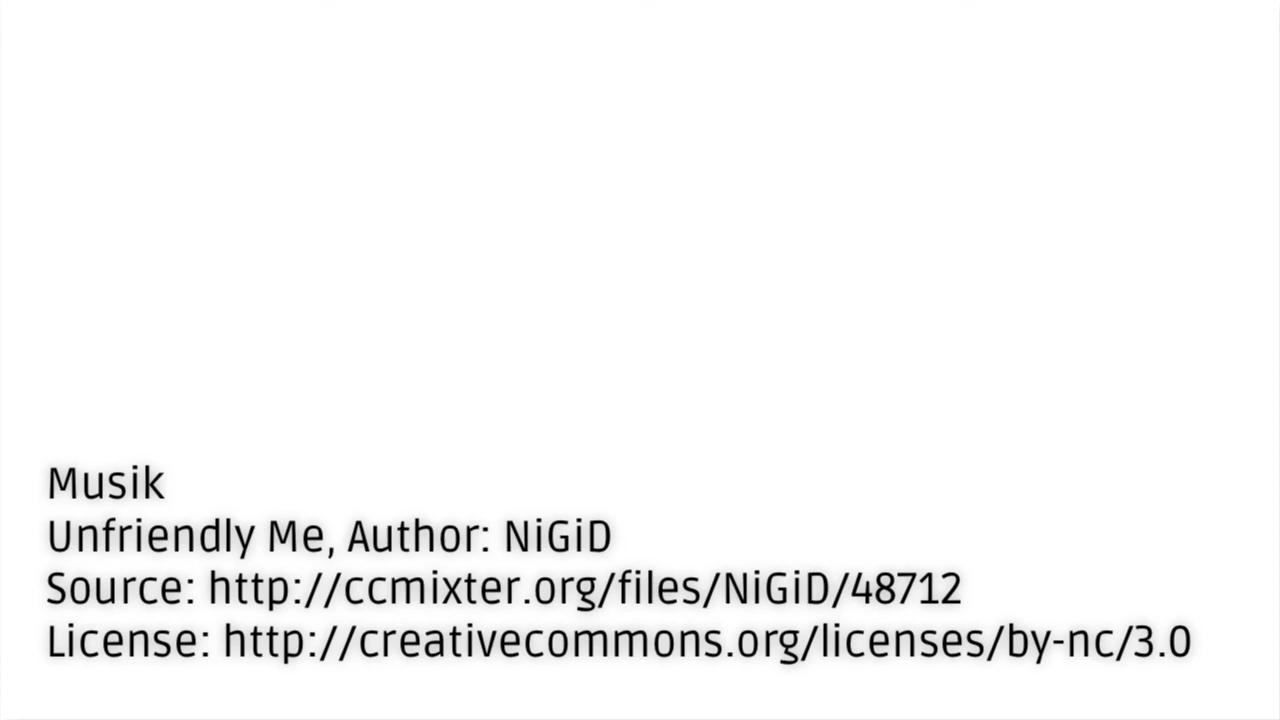 Musik
Unfriendly Me, Author: NiGiD
Source: http://ccmixter.org/files/NiGiD/48712
License: http://creativecommons.org/licenses/by-nc/3.0